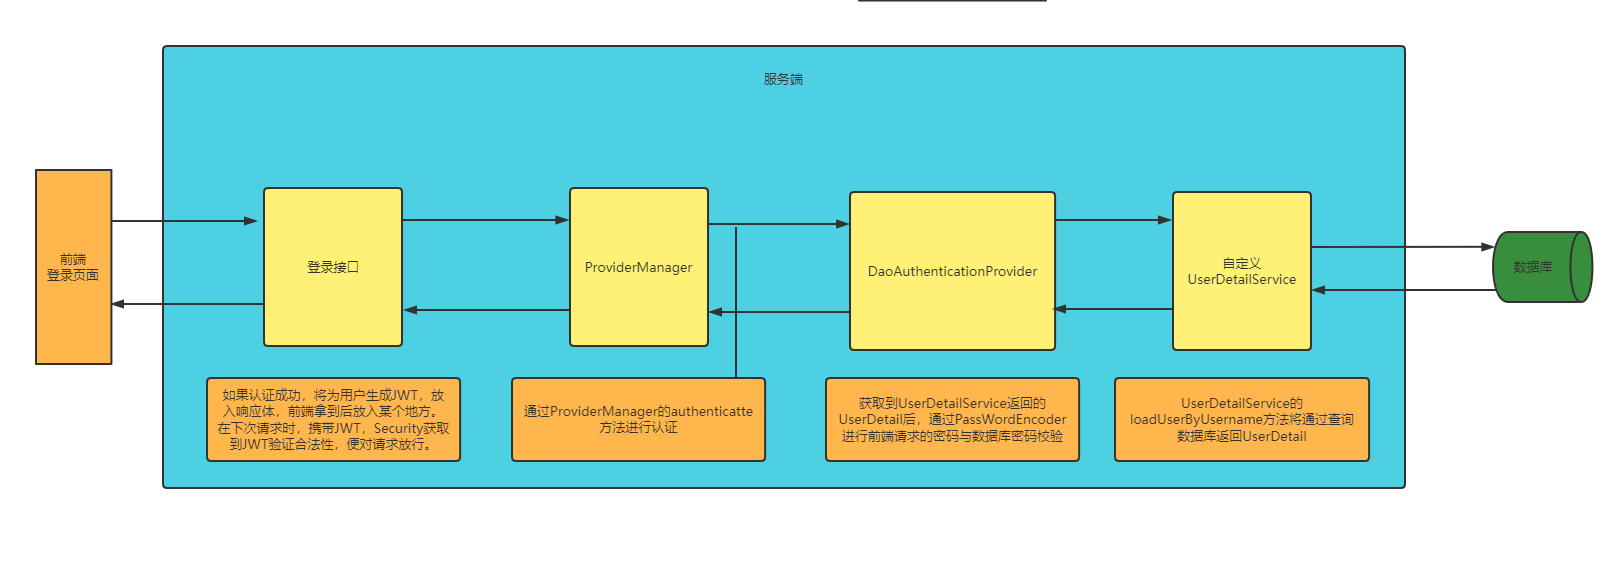 服务端
前端
登录页面
登录接口
ProviderManager
DaoAuthenticationProvider
自定义
UserDetailService
数据库
如果认证成功，将为用户生成JWT，放
入响应体，前端拿到后放入某个地方。
在下次请求时，携带JWT，Security获取
到JWT验证合法性，便对请求放行。
通过ProviderManager的authenticatte
方法进行认证
获取到UserDetailService返回的
UserDetail后，通过PassWordEncoder
进行前端请求的密码与数据库密码校验
UserDetailService的
loadUserByUsername方法将通过查询
数据库返回UserDetail